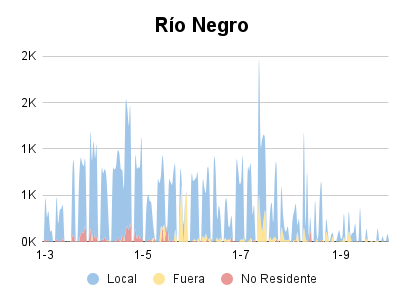 Río Negro
2K
2K
1K
1K
0K
1-3 1-5 1-7 1-9
Local Fuera No Residente